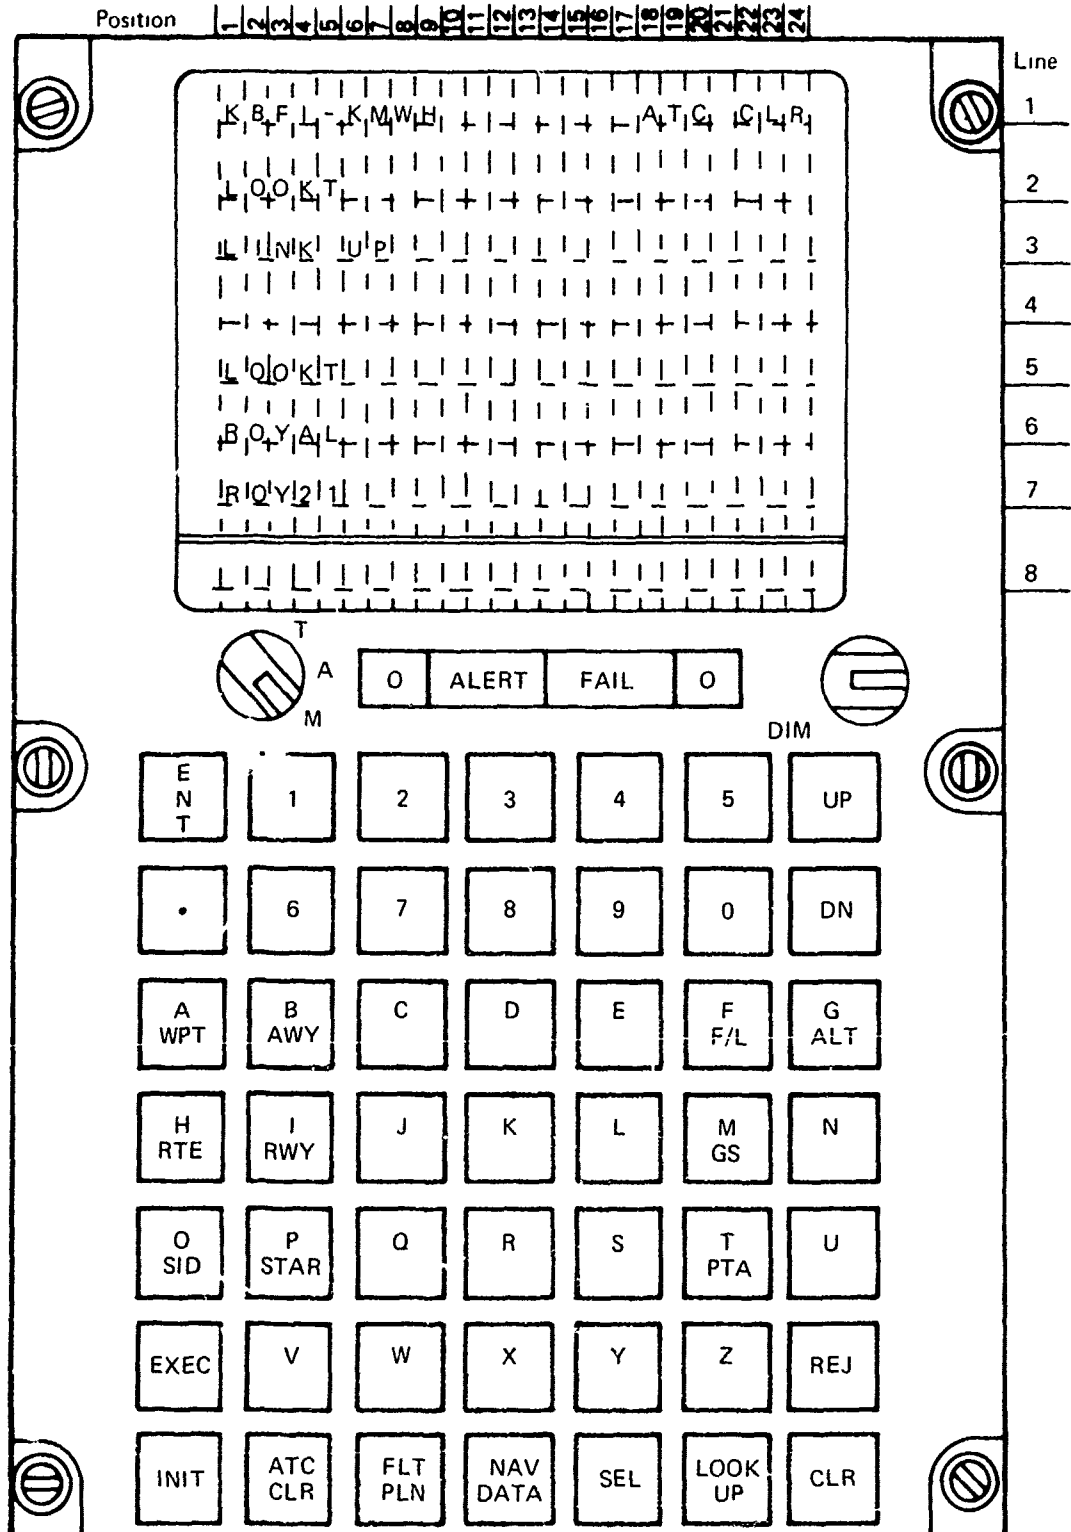 Position 1 2 3 4 5 6 7 8 9 10 11 12 13 14 15 16 17 18 19 20 21 22 23 24
Line
KBFI-KMWH ATC CLR 1
LOOKT 2
LINK UP 3
4
LOOKT 5
ROYAL 6
ROY21 7
8
T
A
M
O ALERT FAIL O
DIM
ENT 1 2 3 4 5 UP
. 6 7 8 9 0 DN
A B C D E F G
WPT AWY F/L ALT
H I J K L M N
RTE RWY GS
O P Q R S T U
SID STAR PTA
EXEC V W X Y Z REJ
INIT ATC CLR FLT PLN NAV DATA SEL LOOK UP CLR